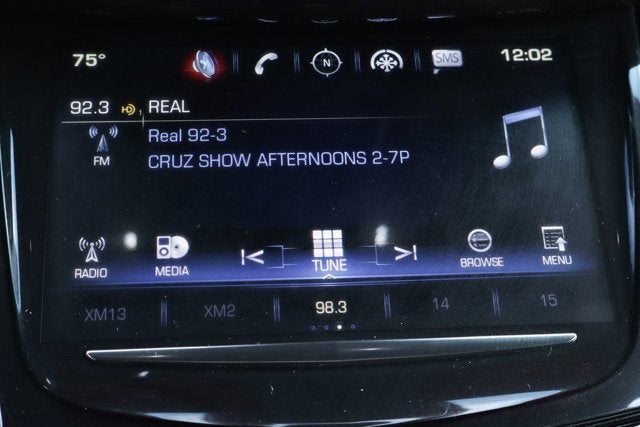 75° N SMS 12:02
92.3 HD 1 REAL
Real 92-3
FM CRUZ SHOW AFTERNOONS 2-7P
RADIO MEDIA TUNE BROWSE MENU
XM13 XM2 98.3 14 15